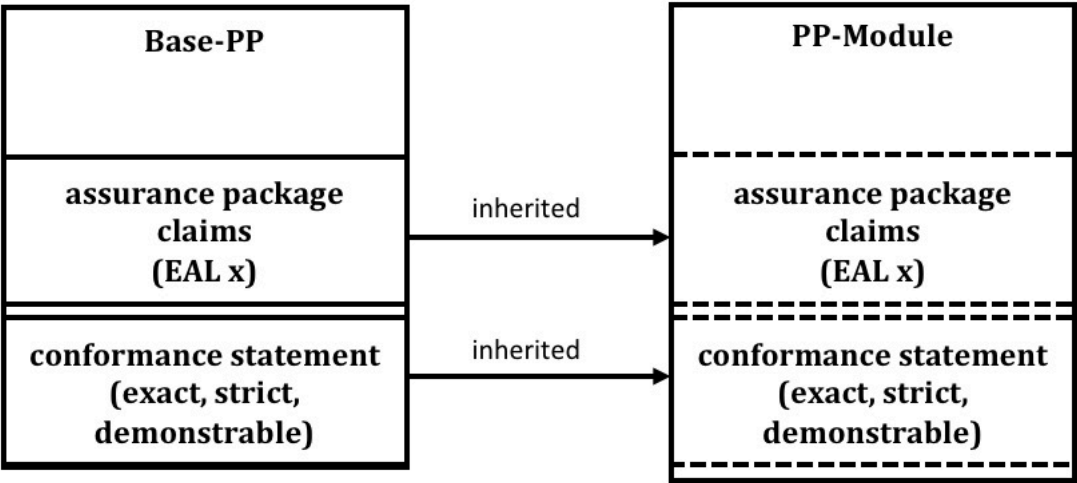 Base-PP
assurance package
claims
(EAL x)
conformance statement
(exact, strict,
demonstrable)
inherited
inherited
PP-Module
assurance package
claims
(EAL x)
conformance statement
(exact, strict,
demonstrable)